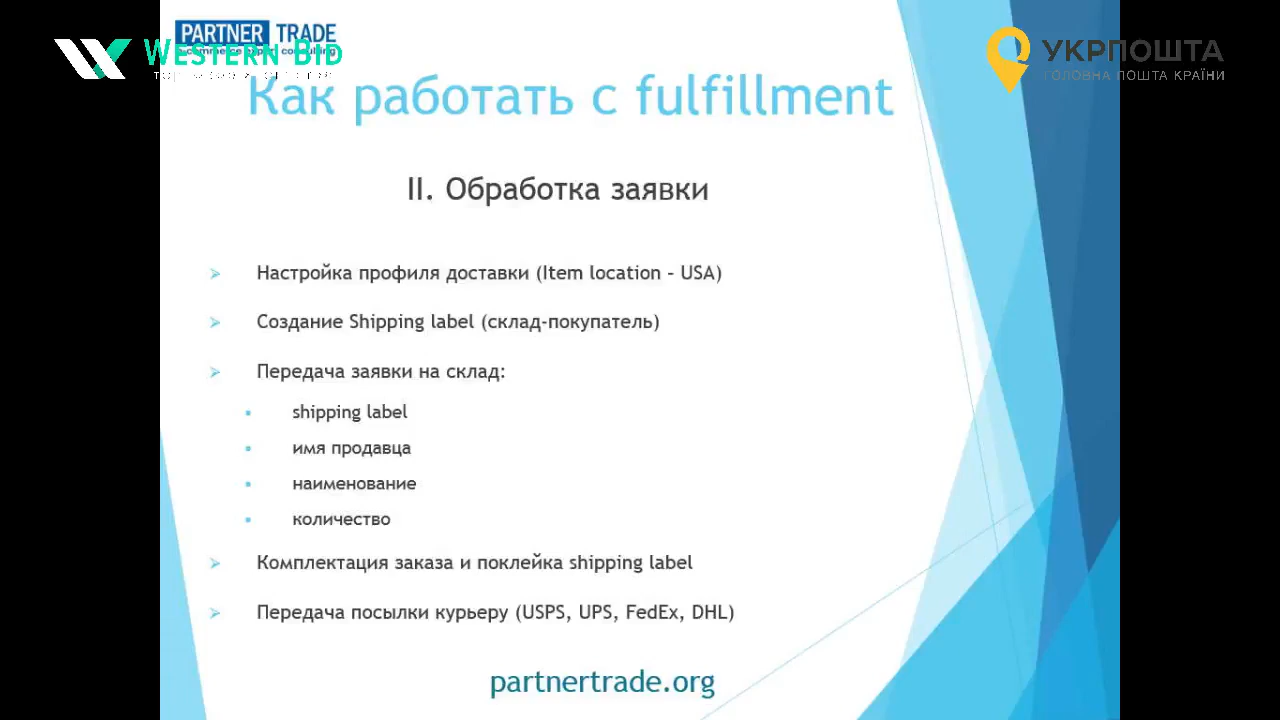 PARTNER TRADE
WESTERN BID
УКРПОШТА
ГОЛОВНА ПОШТА КРАЇНИ
Как работать с fulfillment
II. Обработка заявки
Настройка профиля доставки (Item location – USA)
Создание Shipping label (склад-покупатель)
Передача заявки на склад:
shipping label
имя продавца
наименование
количество
Комплектация заказа и поклейка shipping label
Передача посылки курьеру (USPS, UPS, FedEx, DHL)
partnertrade.org